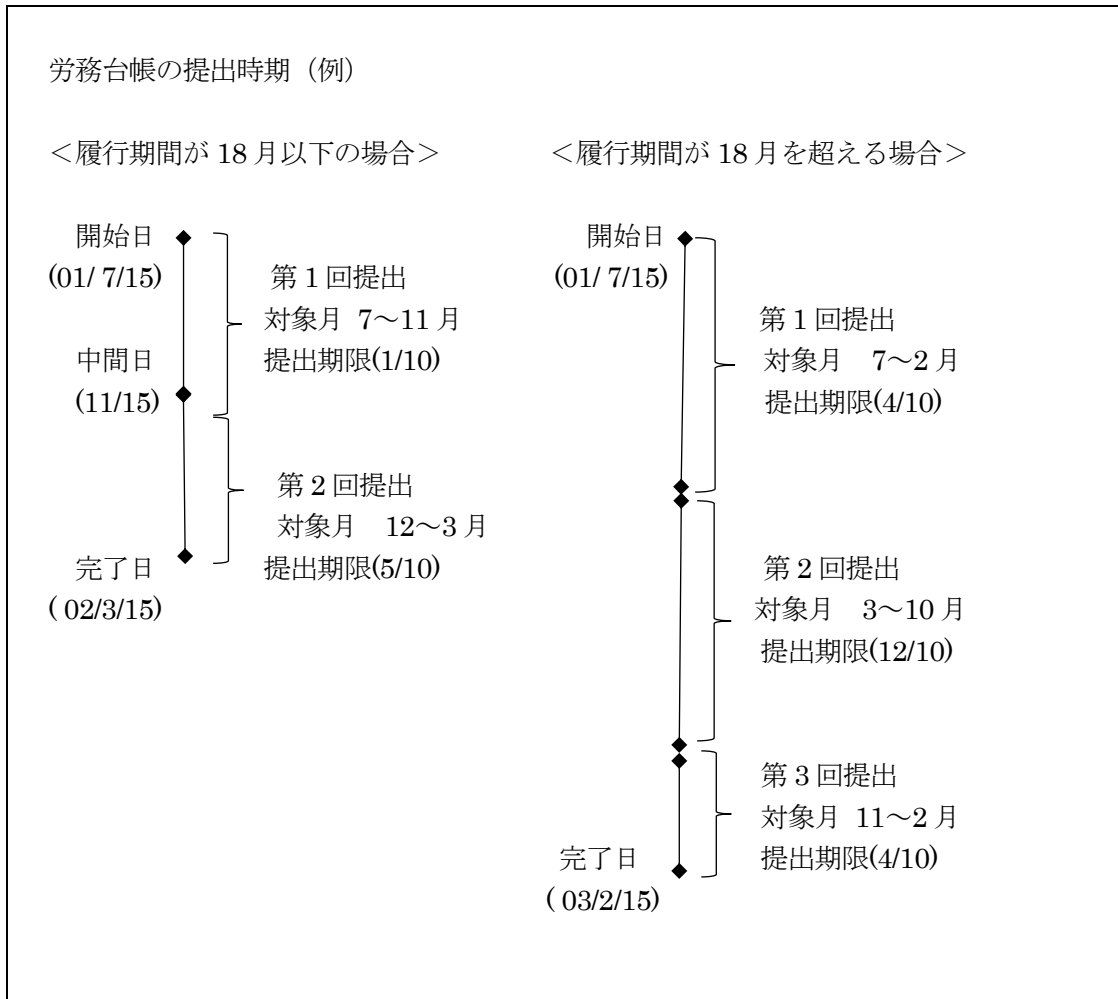 労務台帳の提出時期（例）
＜履行期間が 18 月以下の場合＞
開始日
(01/ 7/15)
第 1 回提出
対象月 7～11 月
提出期限(1/10)
中間日
(11/15)
第 2 回提出
対象月 12～3 月
提出期限(5/10)
完了日
( 02/3/15)
＜履行期間が 18 月を超える場合＞
開始日
(01/ 7/15)
第 1 回提出
対象月 7～2 月
提出期限(4/10)
第 2 回提出
対象月 3～10 月
提出期限(12/10)
第 3 回提出
対象月 11～2 月
提出期限(4/10)
完了日
( 03/2/15)